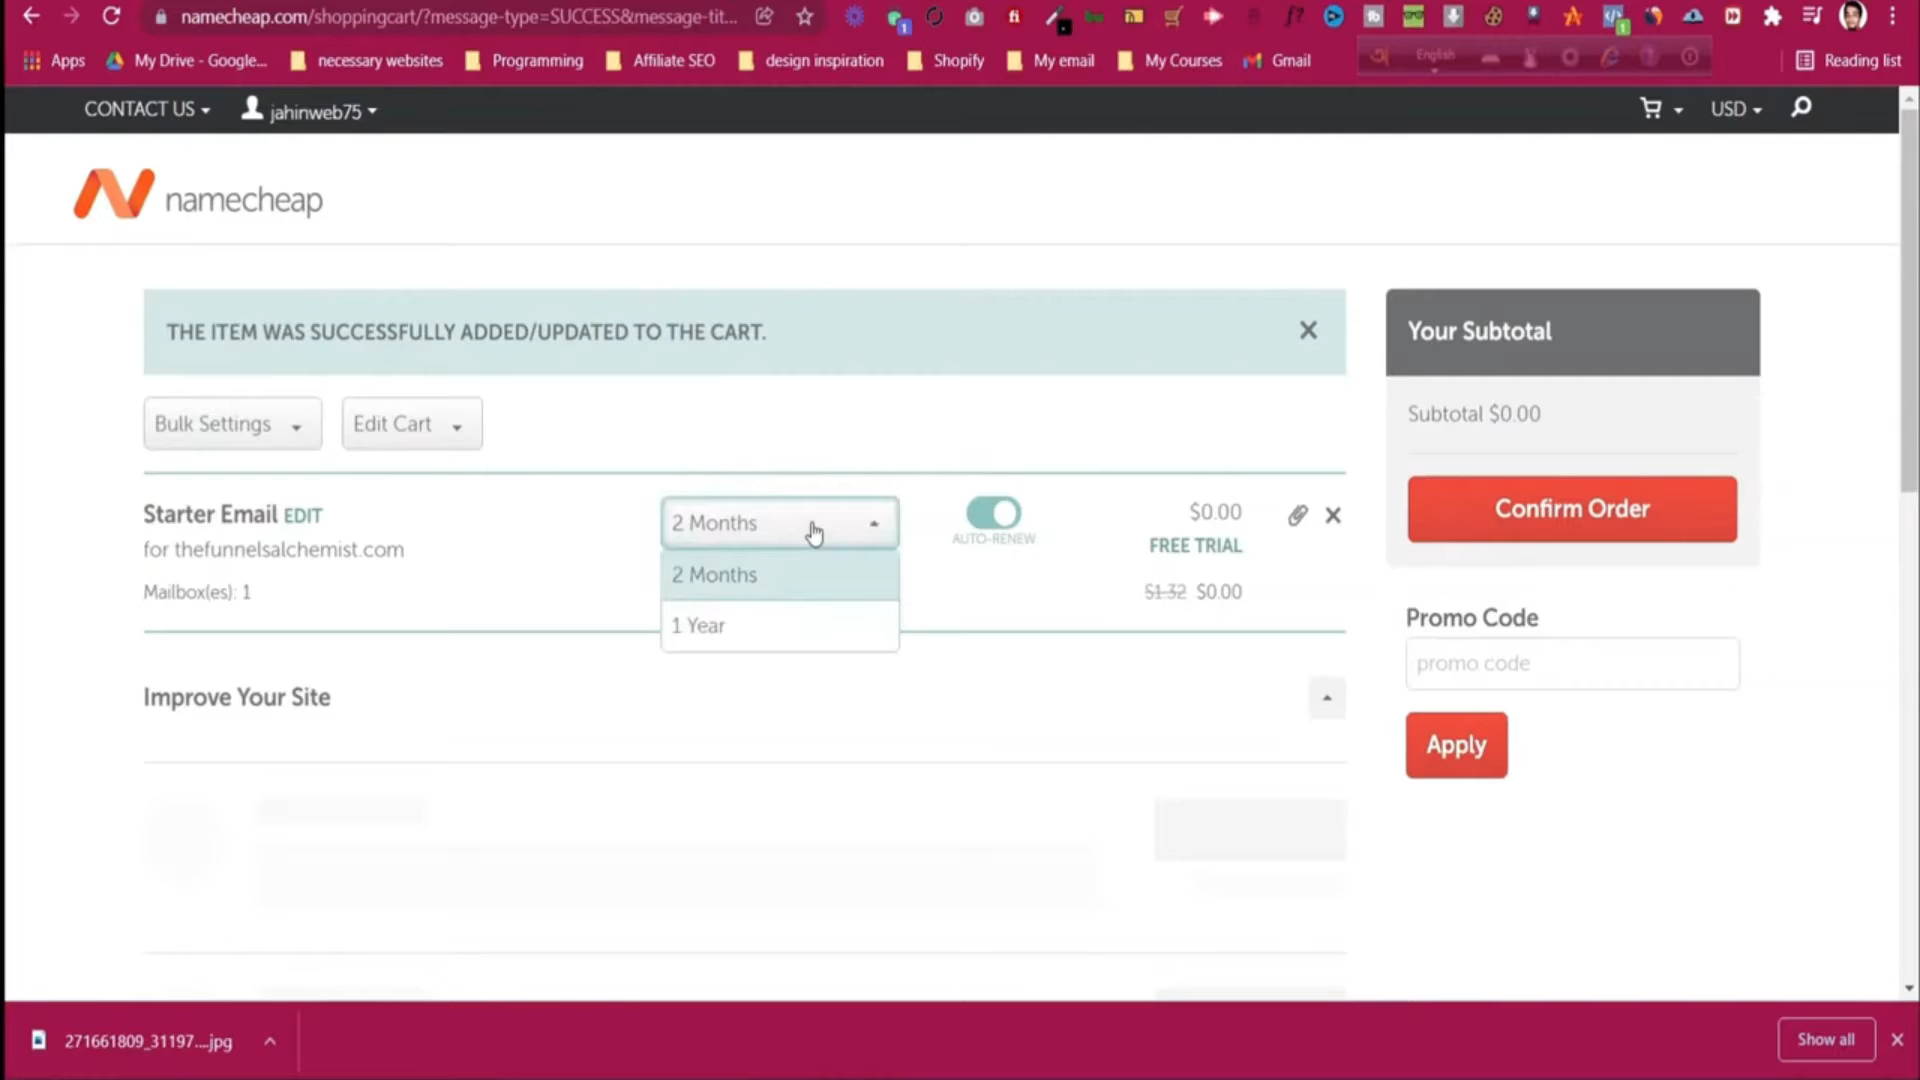 namecheap.com/shoppingcart/?message-type=SUCCESS&message-tit...
Apps
My Drive - Google...
necessary websites
Programming
Affiliate SEO
design inspiration
Shopify
My email
My Courses
Gmail
English
Reading list
CONTACT US
jahinweb75
USD
namecheap
THE ITEM WAS SUCCESSFULLY ADDED/UPDATED TO THE CART.
Your Subtotal
Bulk Settings
Edit Cart
Subtotal $0.00
Starter Email EDIT
2 Months
AUTO-RENEW
$0.00
Confirm Order
for thefunnelsalchemist.com
FREE TRIAL
2 Months
Mailbox(es): 1
$1.32 $0.00
1 Year
Promo Code
promo code
Improve Your Site
Apply
271661809_31197....jpg
Show all